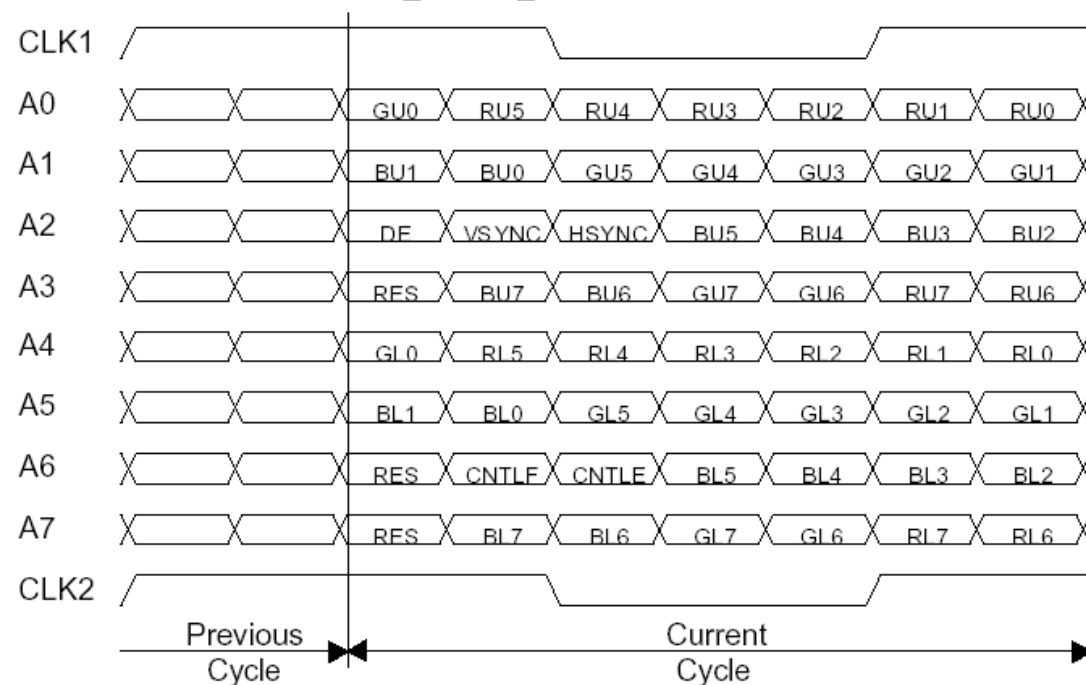 CLK1
A0 GU0 RU5 RU4 RU3 RU2 RU1 RU0
A1 BU1 BU0 GU5 GU4 GU3 GU2 GU1
A2 DE VSYNC HSYNC BU5 BU4 BU3 BU2
A3 RES BU7 BU6 GU7 GU6 RU7 RU6
A4 GL0 RL5 RL4 RL3 RL2 RL1 RL0
A5 BL1 BL0 GL5 GL4 GL3 GL2 GL1
A6 RES CNTLF CNTLE BL5 BL4 BL3 BL2
A7 RES BL7 BL6 GL7 GL6 RL7 RL6
CLK2
Previous Current
Cycle Cycle